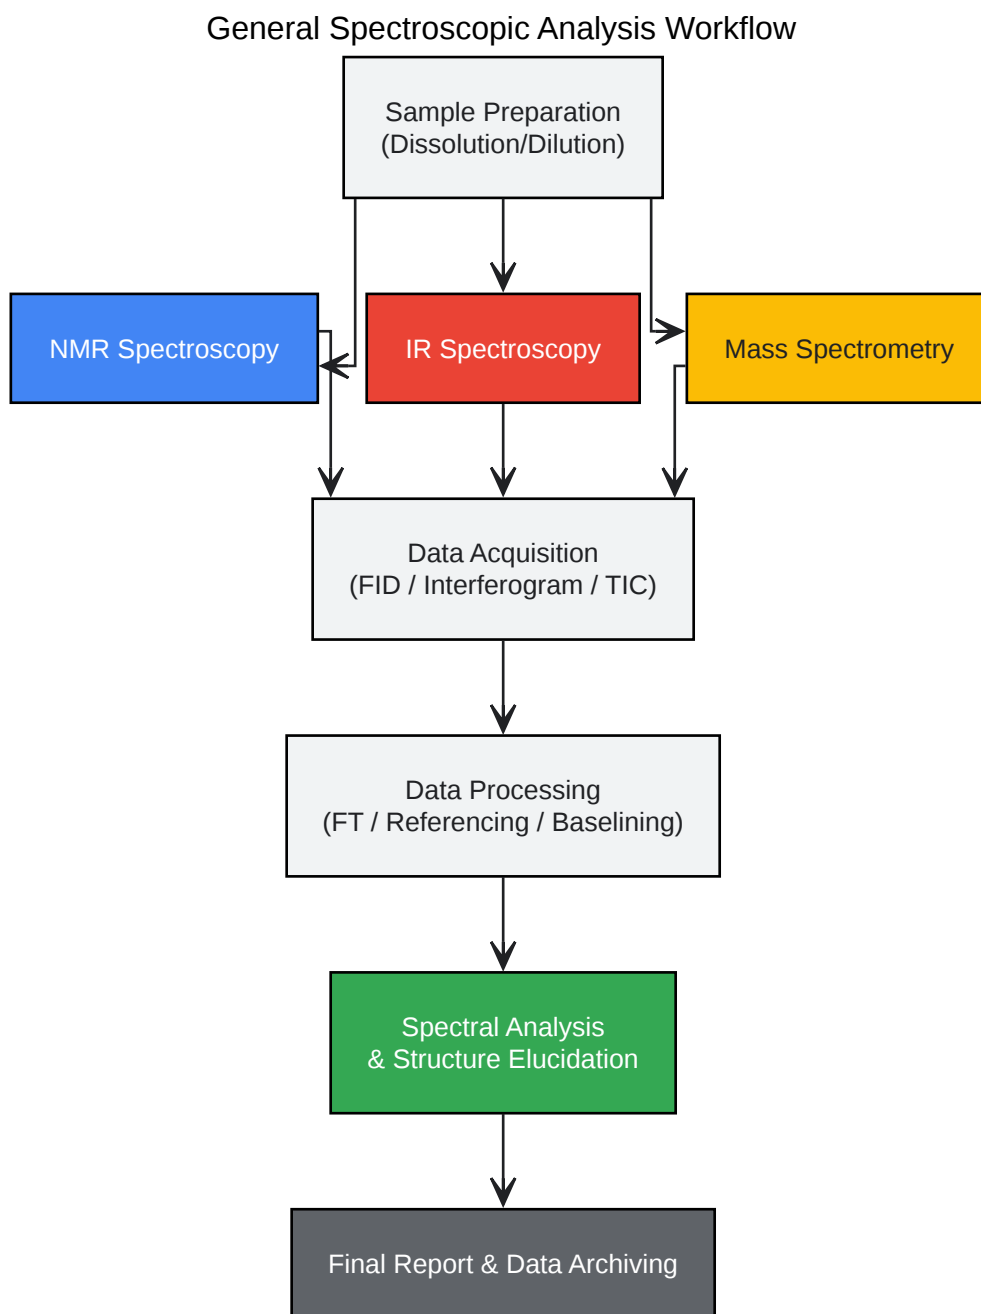 General Spectroscopic Analysis Workflow
Sample Preparation
(Dissolution/Dilution)
NMR Spectroscopy
IR Spectroscopy
Mass Spectrometry
Data Acquisition
(FID / Interferogram / TIC)
Data Processing
(FT / Referencing / Baselining)
Spectral Analysis
& Structure Elucidation
Final Report & Data Archiving